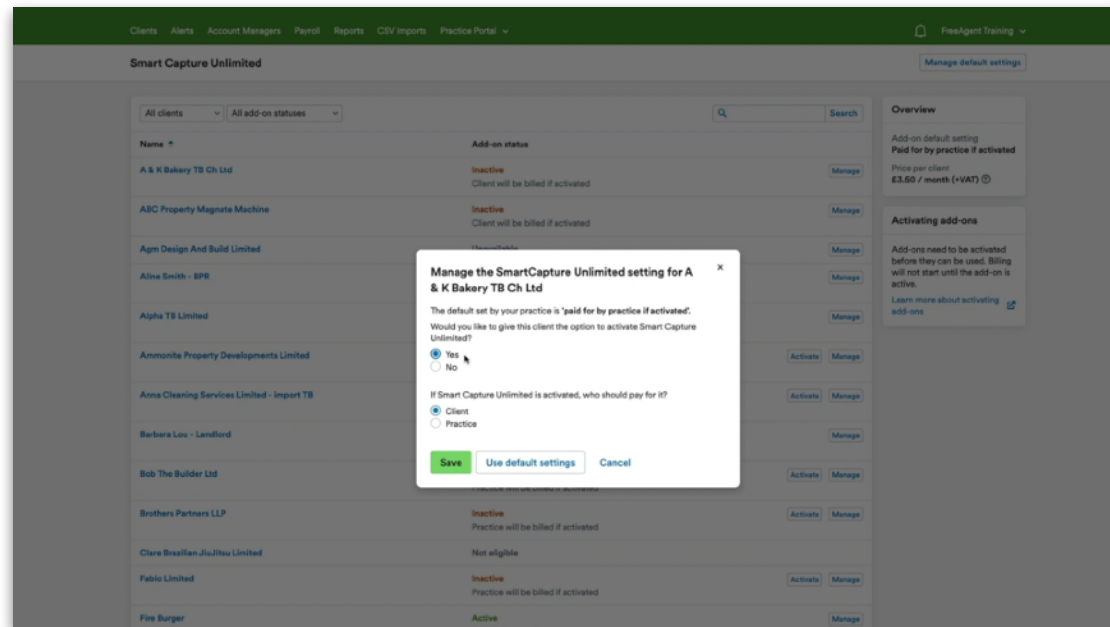 Clients Alerts Account Managers Payroll Reports CSV Imports Practice Portal FreeAgent Training
Smart Capture Unlimited
Manage default settings
All clients
All add-on statuses
Search
Name
Add-on status
A & K Bakery TB Ch Ltd
Inactive
Manage
Client will be billed if activated
ABC Property Magnate Machine
Inactive
Manage
Client will be billed if activated
Agm Design And Build Limited
Unavailable
Manage
Aline Smith - BPR
Manage
Alpha TB Limited
Manage
Ammonite Property Developments Limited
Activate
Manage
Anna Cleaning Services Limited - import TB
Activate
Manage
Barbera Lou - Landlord
Manage
Bob The Builder Ltd
Activate
Manage
Practice will be billed if activated
Brothers Partners LLP
Inactive
Activate
Manage
Practice will be billed if activated
Clare Brazilian JiuJitsu Limited
Not eligible
Fabio Limited
Inactive
Activate
Manage
Practice will be billed if activated
Fire Burger
Active
Manage
Overview
Add-on default setting
Paid for by practice if activated
Price per client
£3.50 / month (+VAT)
Activating add-ons
Add-ons need to be activated
before they can be used. Billing
will not start until the add-on is
active.
Learn more about activating
add-ons
Manage the SmartCapture Unlimited setting for A
& K Bakery TB Ch Ltd
The default set by your practice is 'paid for by practice if activated'.
Would you like to give this client the option to activate Smart Capture
Unlimited?
Yes
No
If Smart Capture Unlimited is activated, who should pay for it?
Client
Practice
Save
Use default settings
Cancel